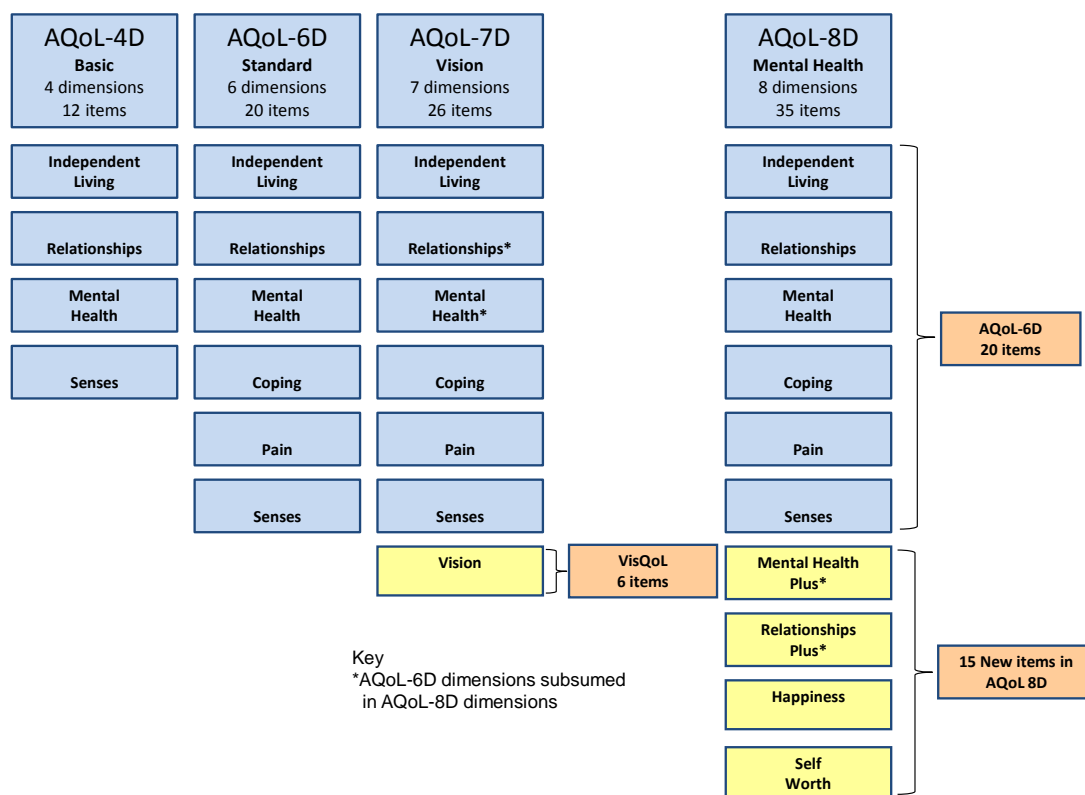 AQoL-4D
Basic
4 dimensions
12 items
AQoL-6D
Standard
6 dimensions
20 items
AQoL-7D
Vision
7 dimensions
26 items
AQoL-8D
Mental Health
8 dimensions
35 items
Independent
Living
Relationships
Mental
Health
Senses
Independent
Living
Relationships
Mental
Health
Coping
Pain
Senses
Independent
Living
Relationships*
Mental
Health*
Coping
Pain
Senses
Vision
VisQoL
6 items
Independent
Living
Relationships
Mental
Health
Coping
Pain
Senses
AQoL-6D
20 items
Mental Health
Plus*
Relationships
Plus*
Happiness
Self
Worth
15 New items in
AQoL 8D
Key
*AQoL-6D dimensions subsumed
in AQoL-8D dimensions